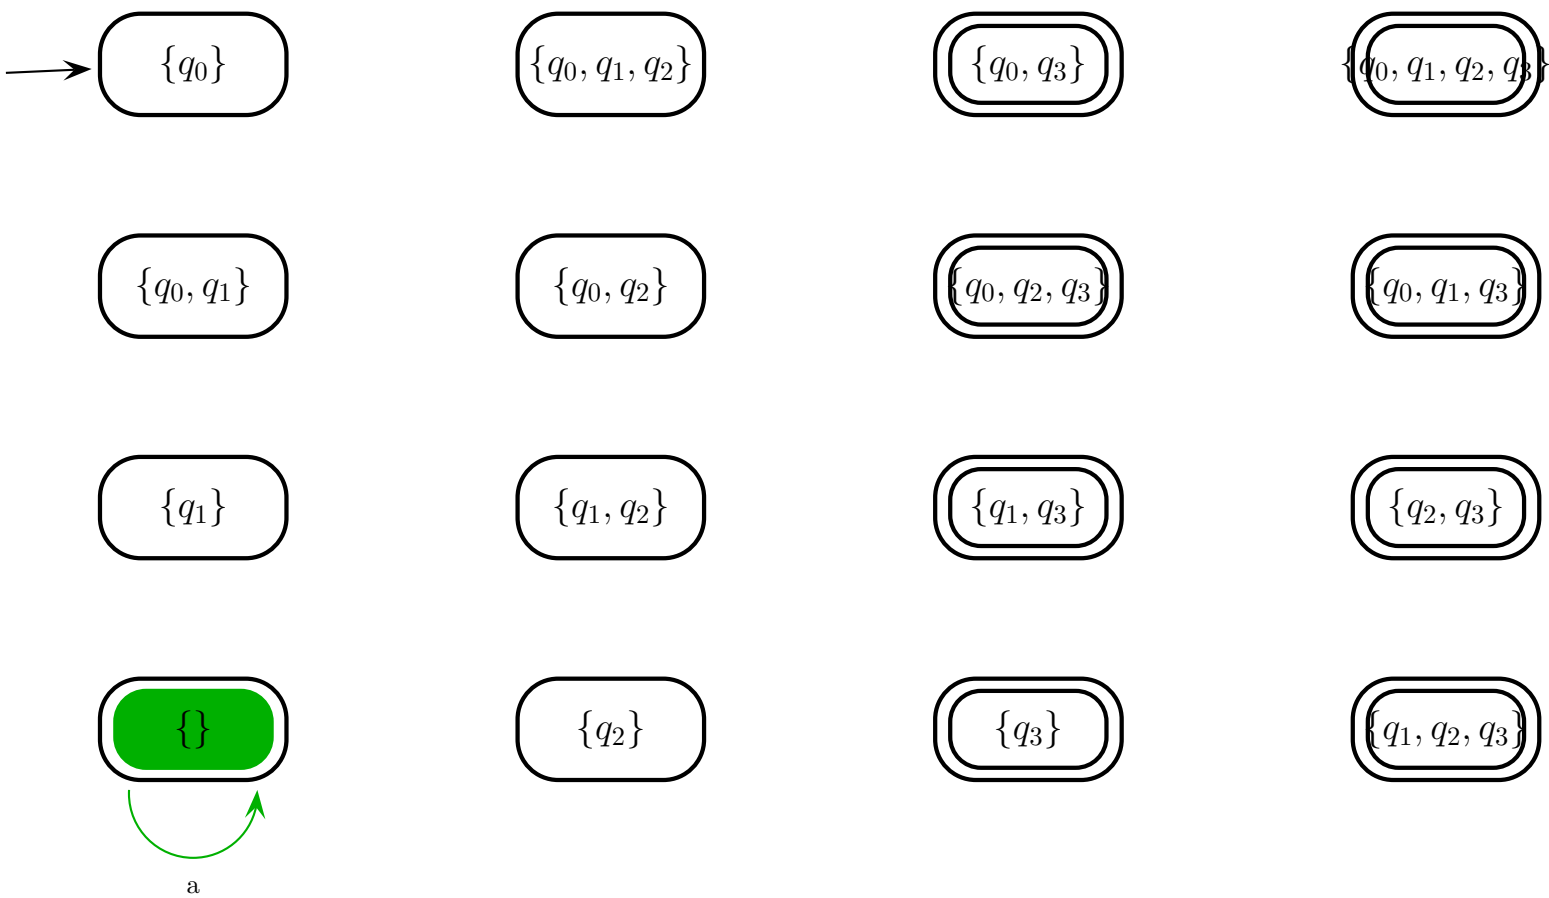 {q₀} {q₀, q₁, q₂} {q₀, q₃} {q₀, q₁, q₂, q₃}
{q₀, q₁} {q₀, q₂} {q₀, q₂, q₃} {q₀, q₁, q₃}
{q₁} {q₁, q₂} {q₁, q₃} {q₂, q₃}
{} {q₂} {q₃} {q₁, q₂, q₃}
a